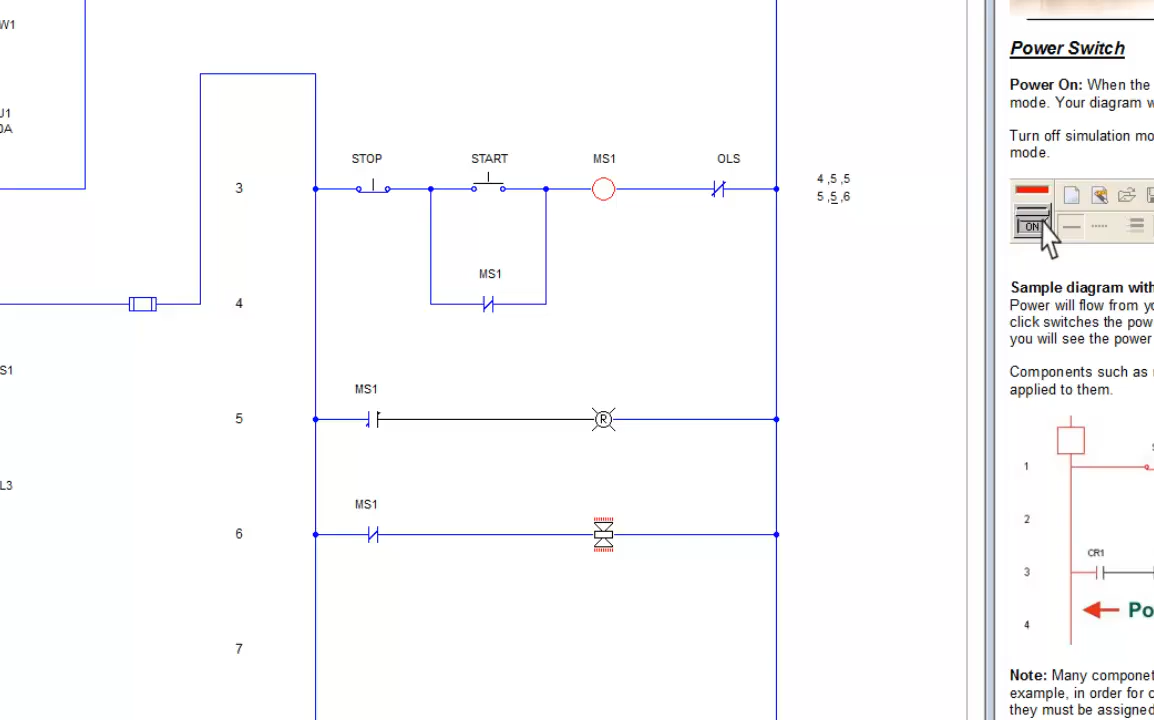 W1
J1
0A
S1
L3
STOP
START
MS1
OLS
3
4 ,5 ,5
5 ,5 ,6
MS1
4
MS1
5
R
MS1
6
7
Power Switch
Power On: When the
mode. Your diagram w
Turn off simulation mo
mode.
ON
Sample diagram with
Power will flow from yo
click switches the pow
you will see the power
Components such as
applied to them.
1
2
CR1
3
Po
4
Note: Many componet
example, in order for c
they must be assigned